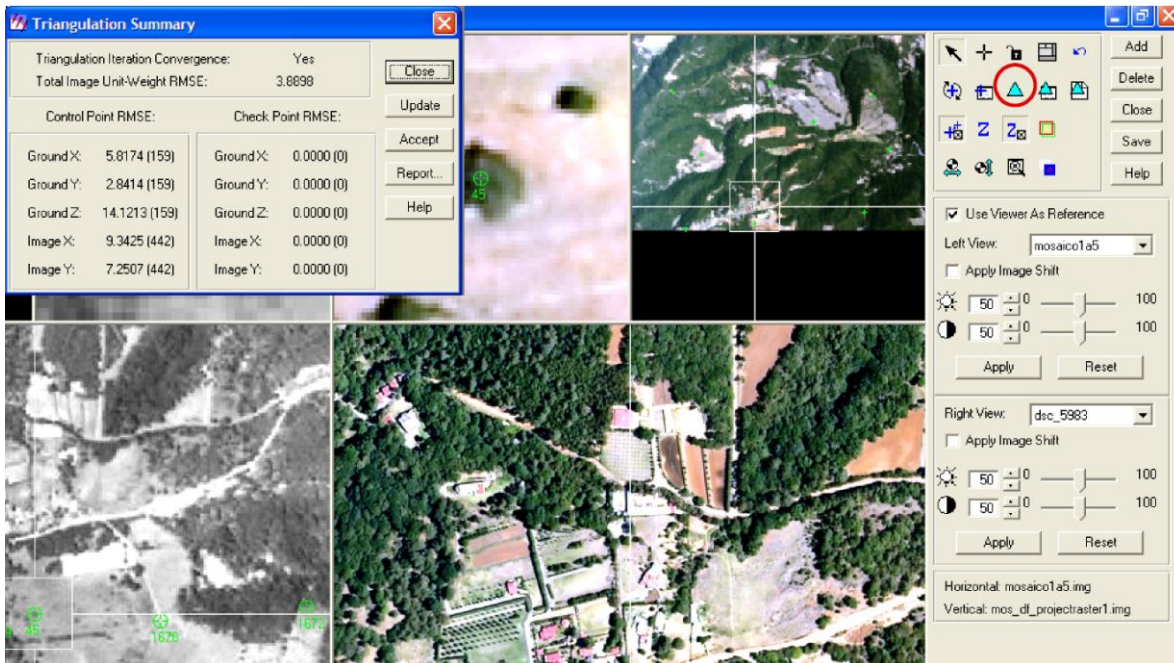 Triangulation Summary
Triangulation Iteration Convergence: Yes
Total Image Unit-Weight RMSE: 3.8898
Control Point RMSE: Check Point RMSE:
Ground X: 5.8174 (159) Ground X: 0.0000 (0)
Ground Y: 2.8414 (159) Ground Y: 0.0000 (0)
Ground Z: 14.1213 (159) Ground Z: 0.0000 (0)
Image X: 9.3425 (442) Image X: 0.0000 (0)
Image Y: 7.2507 (442) Image Y: 0.0000 (0)
Close
Update
Accept
Report...
Help
45
45
1678
1672
Z
Z
Add
Delete
Close
Save
Help
Use Viewer As Reference
Left View: mosaico1a5
Apply Image Shift
50 0 100
50 0 100
Apply Reset
Right View: dsc_5983
Apply Image Shift
50 0 100
50 0 100
Apply Reset
Horizontal: mosaico1a5.img
Vertical: mos_df_projectraster1.img